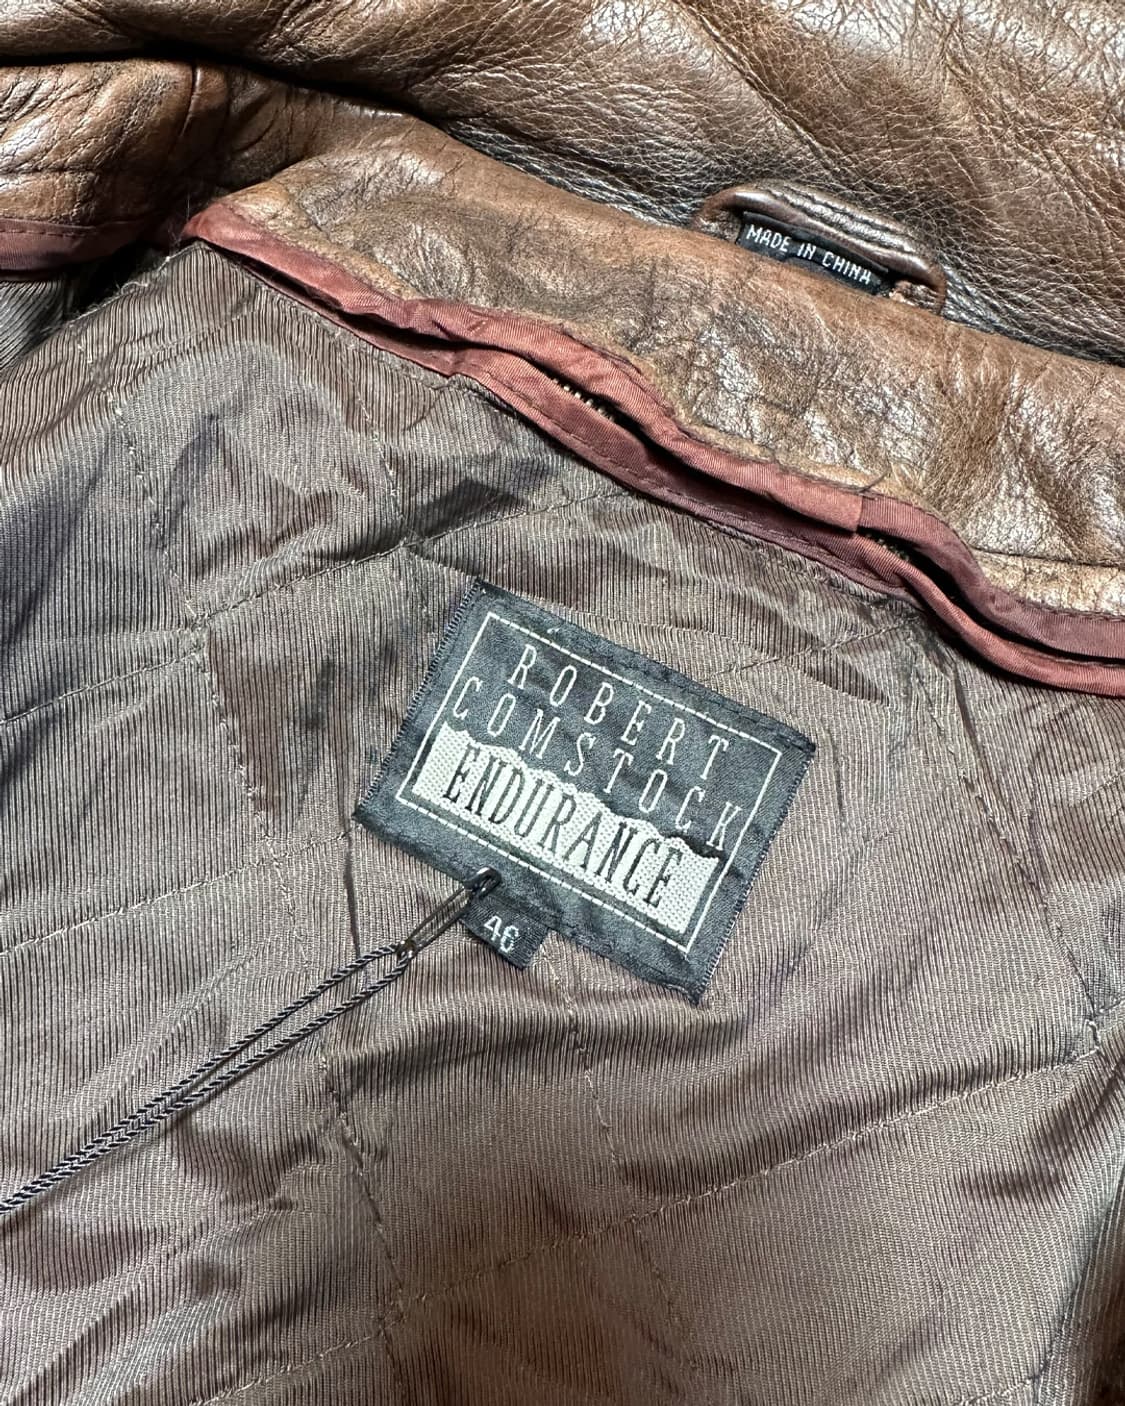 MADE IN CHINA
ROBERT
COMSTOCK
ENDURANCE
46